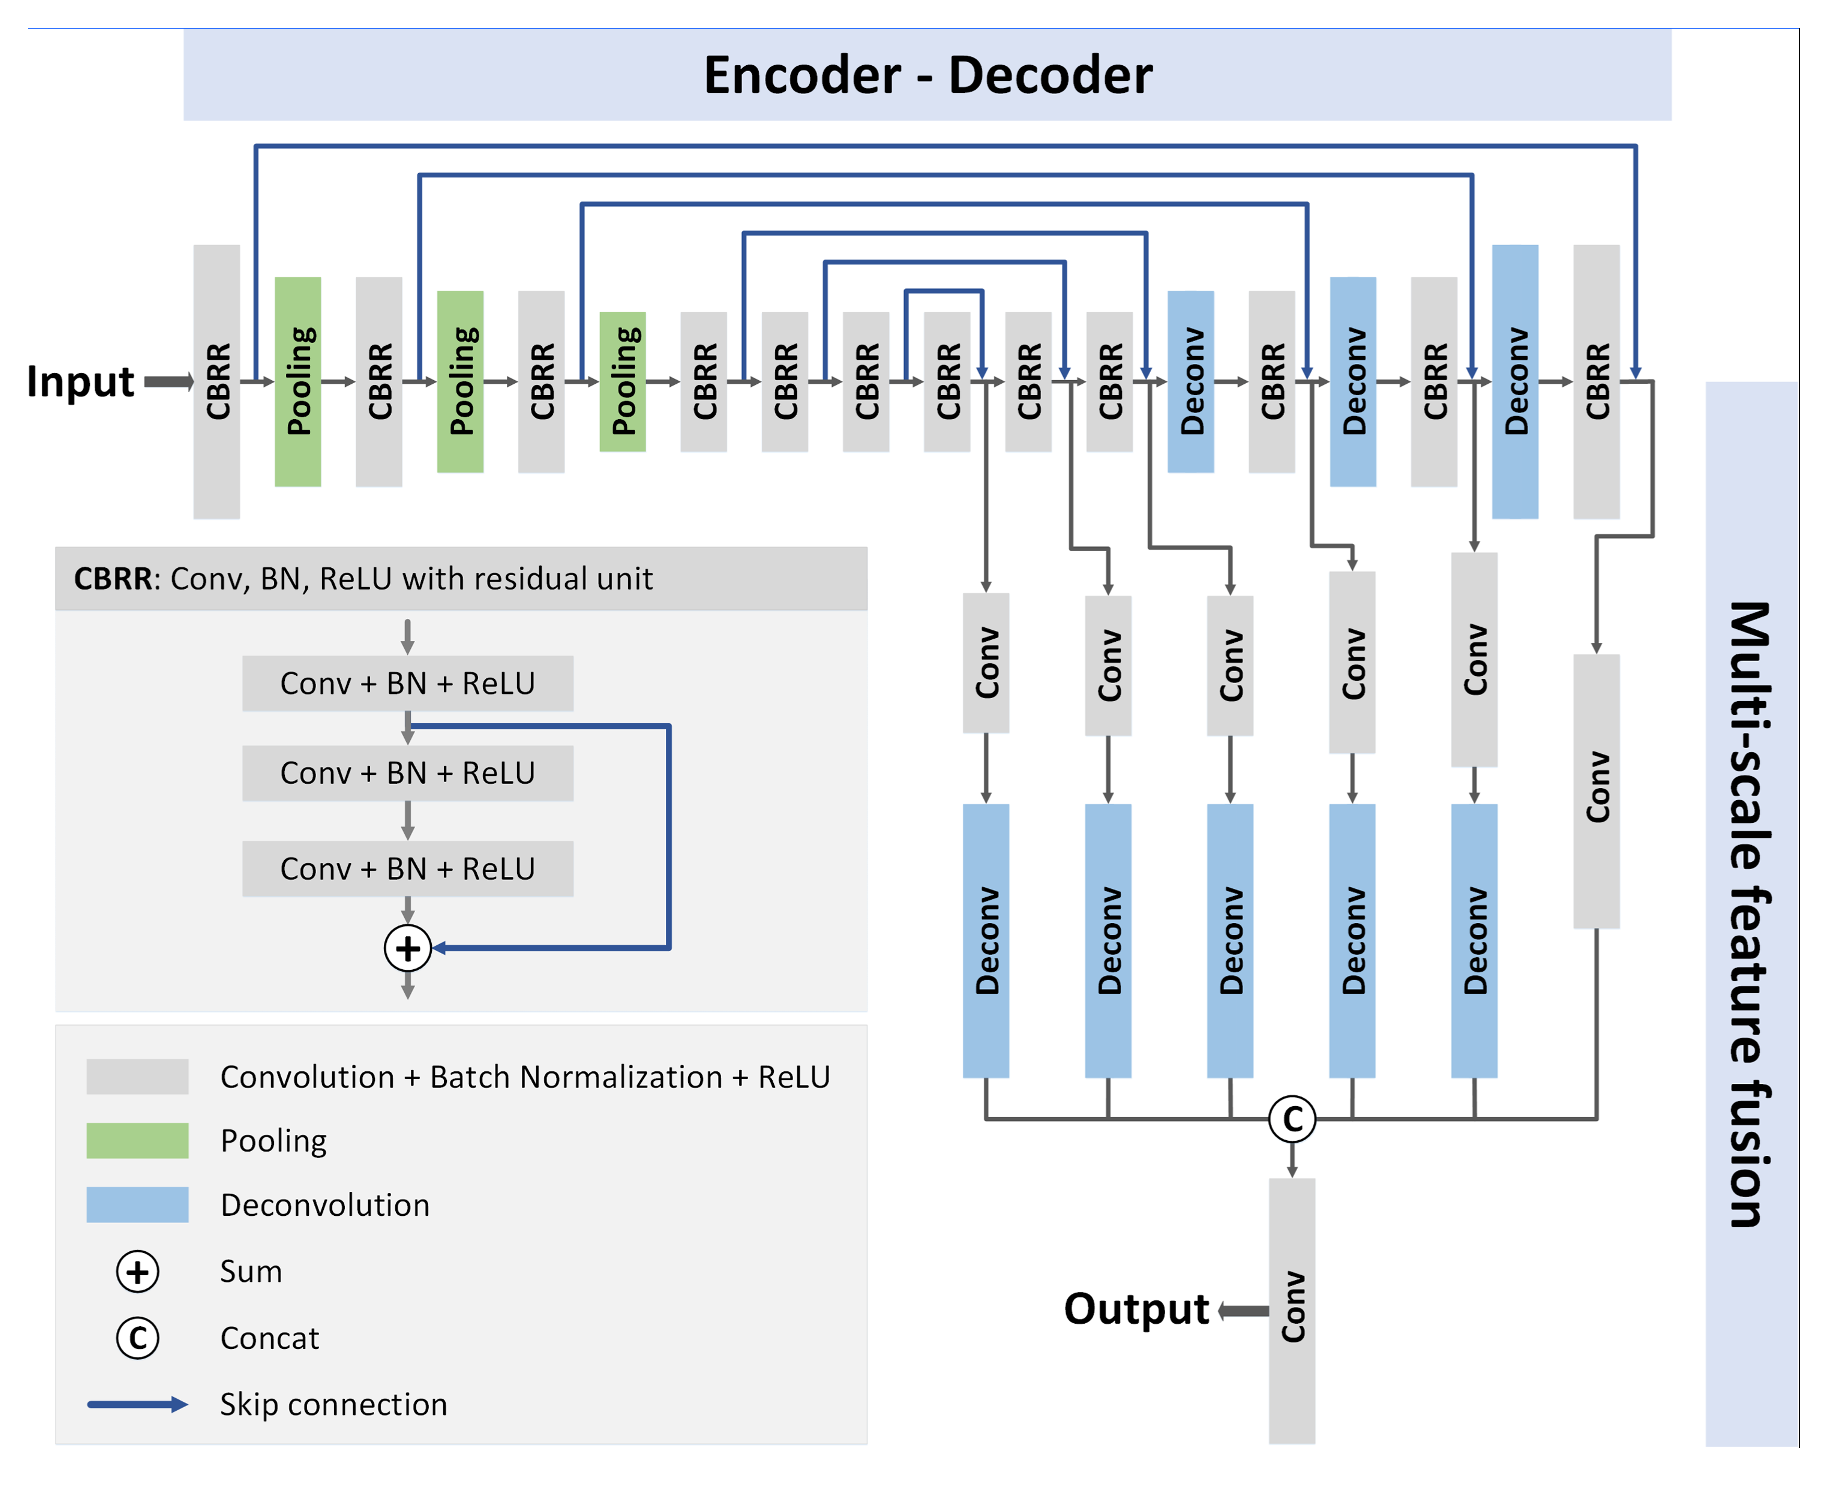 Encoder - Decoder
Input
CBRR
Pooling
CBRR
Pooling
CBRR
Pooling
CBRR
CBRR
CBRR
CBRR
CBRR
CBRR
Deconv
CBRR
Deconv
CBRR
Deconv
CBRR
CBRR: Conv, BN, ReLU with residual unit
Conv + BN + ReLU
Conv + BN + ReLU
Conv + BN + ReLU
+
Conv
Conv
Conv
Conv
Conv
Conv
Deconv
Deconv
Deconv
Deconv
Deconv
C
Conv
Output
Multi-scale feature fusion
Convolution + Batch Normalization + ReLU
Pooling
Deconvolution
+ Sum
C Concat
Skip connection